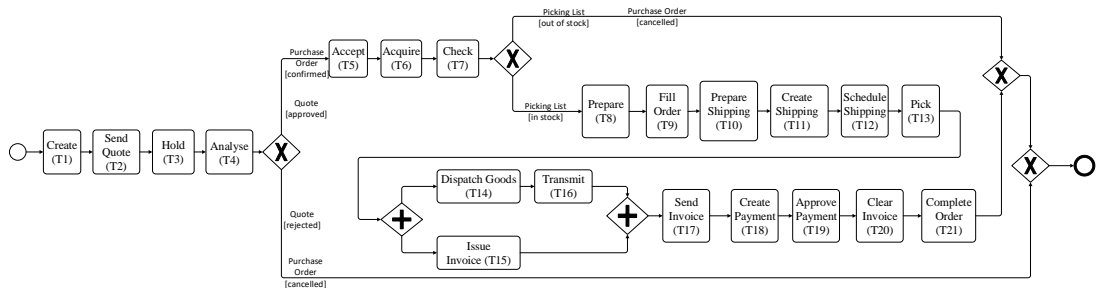 Picking List
[out of stock]
Purchase Order
[cancelled]
Purchase
Order
[confirmed]
Accept
(T5)
Acquire
(T6)
Check
(T7)
X
X
Quote
[approved]
Picking List
[in stock]
Prepare
(T8)
Fill
Order
(T9)
Prepare
Shipping
(T10)
Create
Shipping
(T11)
Schedule
Shipping
(T12)
Pick
(T13)
Create
(T1)
Send
Quote
(T2)
Hold
(T3)
Analyse
(T4)
X
X
Dispatch Goods
(T14)
Transmit
(T16)
Quote
[rejected]
Issue
Invoice (T15)
Send
Invoice
(T17)
Create
Payment
(T18)
Approve
Payment
(T19)
Clear
Invoice
(T20)
Complete
Order
(T21)
Purchase
Order
[cancelled]